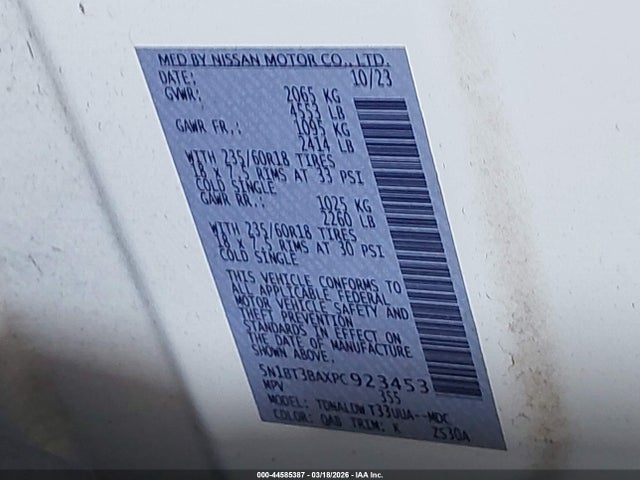 MFD BY NISSAN MOTOR CO., LTD.
DATE: 10/23
GVWR: 2065 KG
4553 LB
GAWR FR.: 1095 KG
2414 LB
WITH 235/60R18 TIRES
18 X 7.5 RIMS AT 33 PSI
COLD SINGLE
GAWR RR.: 1025 KG
2260 LB
WITH 235/60R18 TIRES
18 X 7.5 RIMS AT 30 PSI
COLD SINGLE
THIS VEHICLE CONFORMS TO
ALL APPLICABLE FEDERAL
MOTOR VEHICLE SAFETY AND
THEFT PREVENTION
STANDARDS IN EFFECT ON
THE DATE OF MANUFACTURE
SHOWN ABOVE.
5N1BT3BAXPC923453
MPV 3S5
MODEL: TDNALDWT33UUA--MDC
COLOR: QAB TRIM: K 2530A
000-44585387 - 03/18/2026 - IAA Inc.